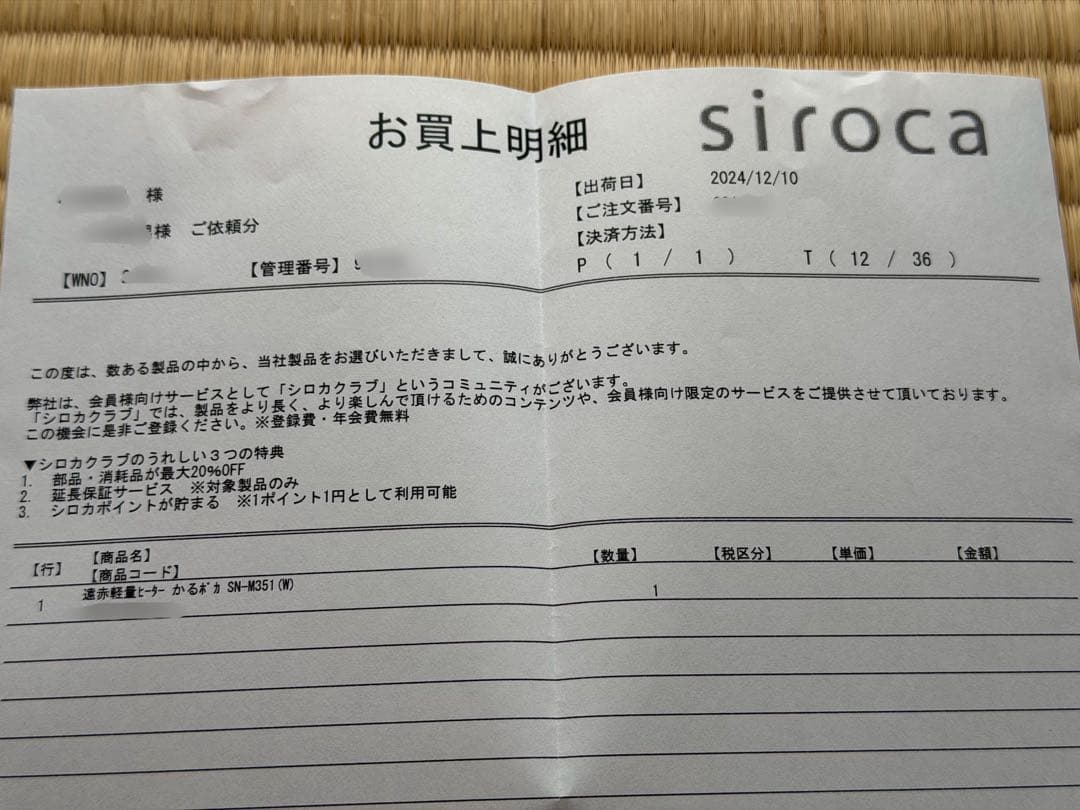 お買上明細
siroca
様
様 ご依頼分
【WNO】
【管理番号】
【出荷日】 2024/12/10
【ご注文番号】
【決済方法】
P ( 1 / 1 ) T ( 12 / 36 )
この度は、数ある製品の中から、当社製品をお選びいただきまして、誠にありがとうございます。
弊社は、会員様向けサービスとして「シロカクラブ」というコミュニティがございます。
「シロカクラブ」では、製品をより長く、より楽しんで頂けるためのコンテンツや、会員様向け限定のサービスをご提供させて頂いております。
この機会に是非ご登録ください。※登録費・年会費無料
▼シロカクラブのうれしい３つの特典
1. 部品・消耗品が最大20%OFF
2. 延長保証サービス ※対象製品のみ
3. シロカポイントが貯まる ※1ポイント1円として利用可能
【行】 【商品名】 【数量】 【税区分】 【単価】 【金額】
【商品コード】
1 遠赤軽量ﾋｰﾀｰ かるﾎﾟｶ SN-M351(W) 1